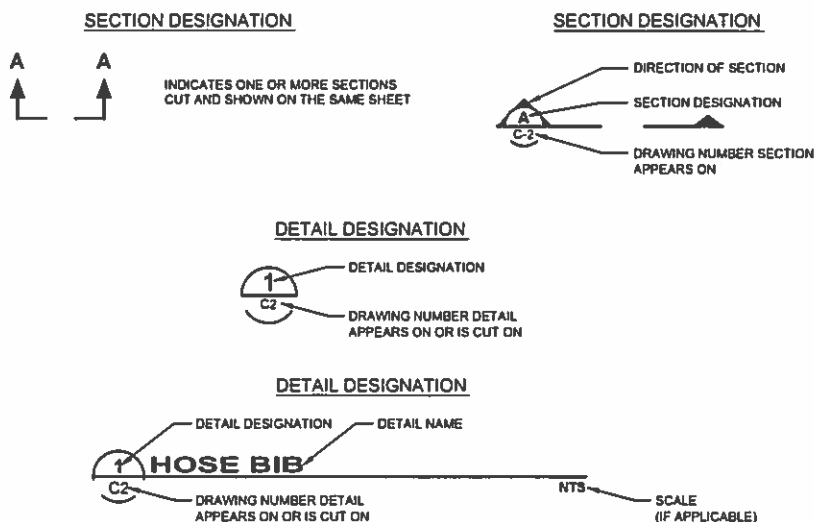 SECTION DESIGNATION
A A
INDICATES ONE OR MORE SECTIONS
CUT AND SHOWN ON THE SAME SHEET
SECTION DESIGNATION
DIRECTION OF SECTION
SECTION DESIGNATION
A
C-2
DRAWING NUMBER SECTION
APPEARS ON
DETAIL DESIGNATION
1
DETAIL DESIGNATION
C2
DRAWING NUMBER DETAIL
APPEARS ON OR IS CUT ON
DETAIL DESIGNATION
DETAIL DESIGNATION
DETAIL NAME
1 HOSE BIB
C2
NTS
DRAWING NUMBER DETAIL
APPEARS ON OR IS CUT ON
SCALE
(IF APPLICABLE)